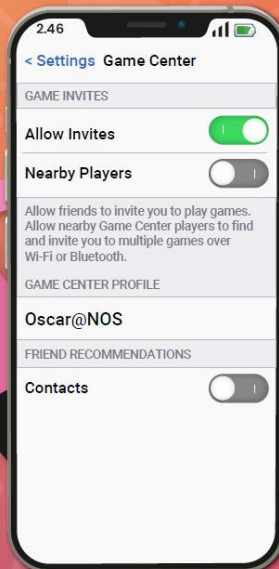 2.46
< Settings Game Center
GAME INVITES
Allow Invites
Nearby Players
Allow friends to invite you to play games.
Allow nearby Game Center players to find
and invite you to multiple games over
Wi-Fi or Bluetooth.
GAME CENTER PROFILE
Oscar@NOS
FRIEND RECOMMENDATIONS
Contacts